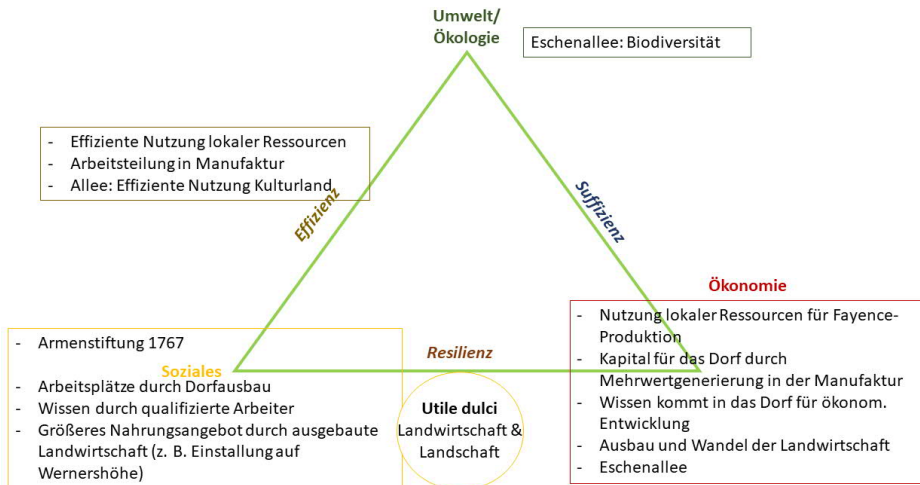 Umwelt/
Ökologie
Eschenallee: Biodiversität
- Effiziente Nutzung lokaler Ressourcen
- Arbeitsteilung in Manufaktur
- Allee: Effiziente Nutzung Kulturland
Effizienz
Suffizienz
Ökonomie
- Nutzung lokaler Ressourcen für Fayence-
Produktion
- Kapital für das Dorf durch
Mehrwertgenerierung in der Manufaktur
- Wissen kommt in das Dorf für ökonom.
Entwicklung
- Ausbau und Wandel der Landwirtschaft
- Eschenallee
- Armenstiftung 1767
Soziales
- Arbeitsplätze durch Dorfausbau
- Wissen durch qualifizierte Arbeiter
- Größeres Nahrungsangebot durch ausgebaute
Landwirtschaft (z. B. Einstallung auf
Wernershöhe)
Resilienz
Utile dulci
Landwirtschaft &
Landschaft